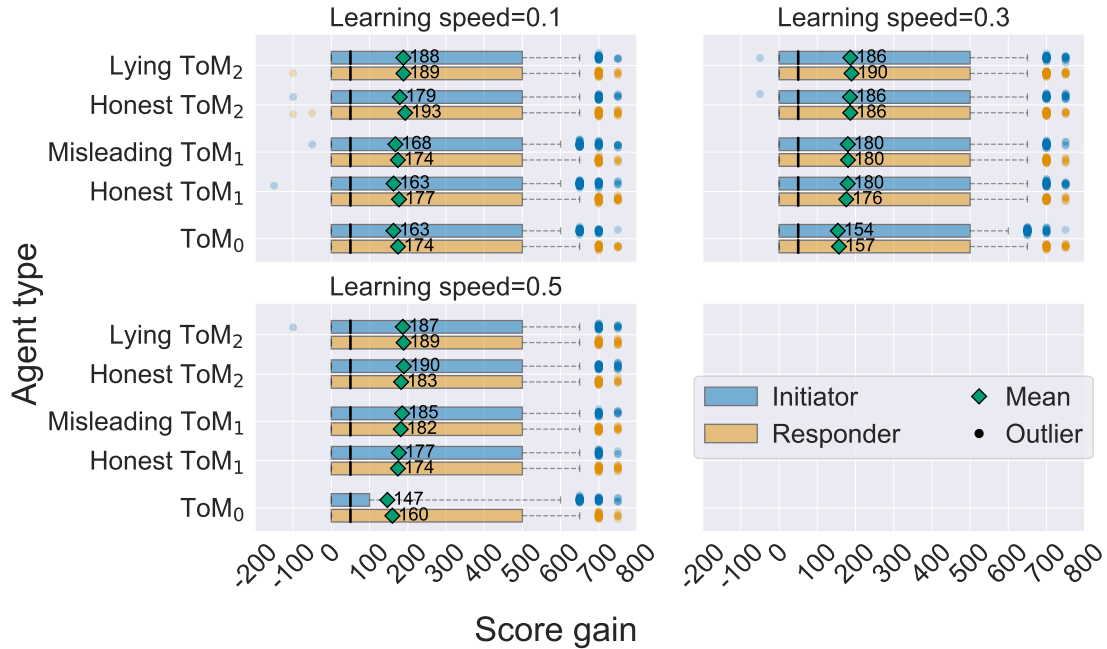 Learning speed=0.1
Learning speed=0.3
Lying ToM2
188
189
186
190
Honest ToM2
179
193
186
186
Misleading ToM1
168
174
180
180
Honest ToM1
163
177
180
176
ToM0
163
174
154
157
Learning speed=0.5
Lying ToM2
187
189
Honest ToM2
190
183
Misleading ToM1
185
182
Honest ToM1
177
174
ToM0
147
160
Initiator
Mean
Responder
Outlier
Agent type
-200 -100 0 100 200 300 400 500 600 700 800
-200 -100 0 100 200 300 400 500 600 700 800
Score gain